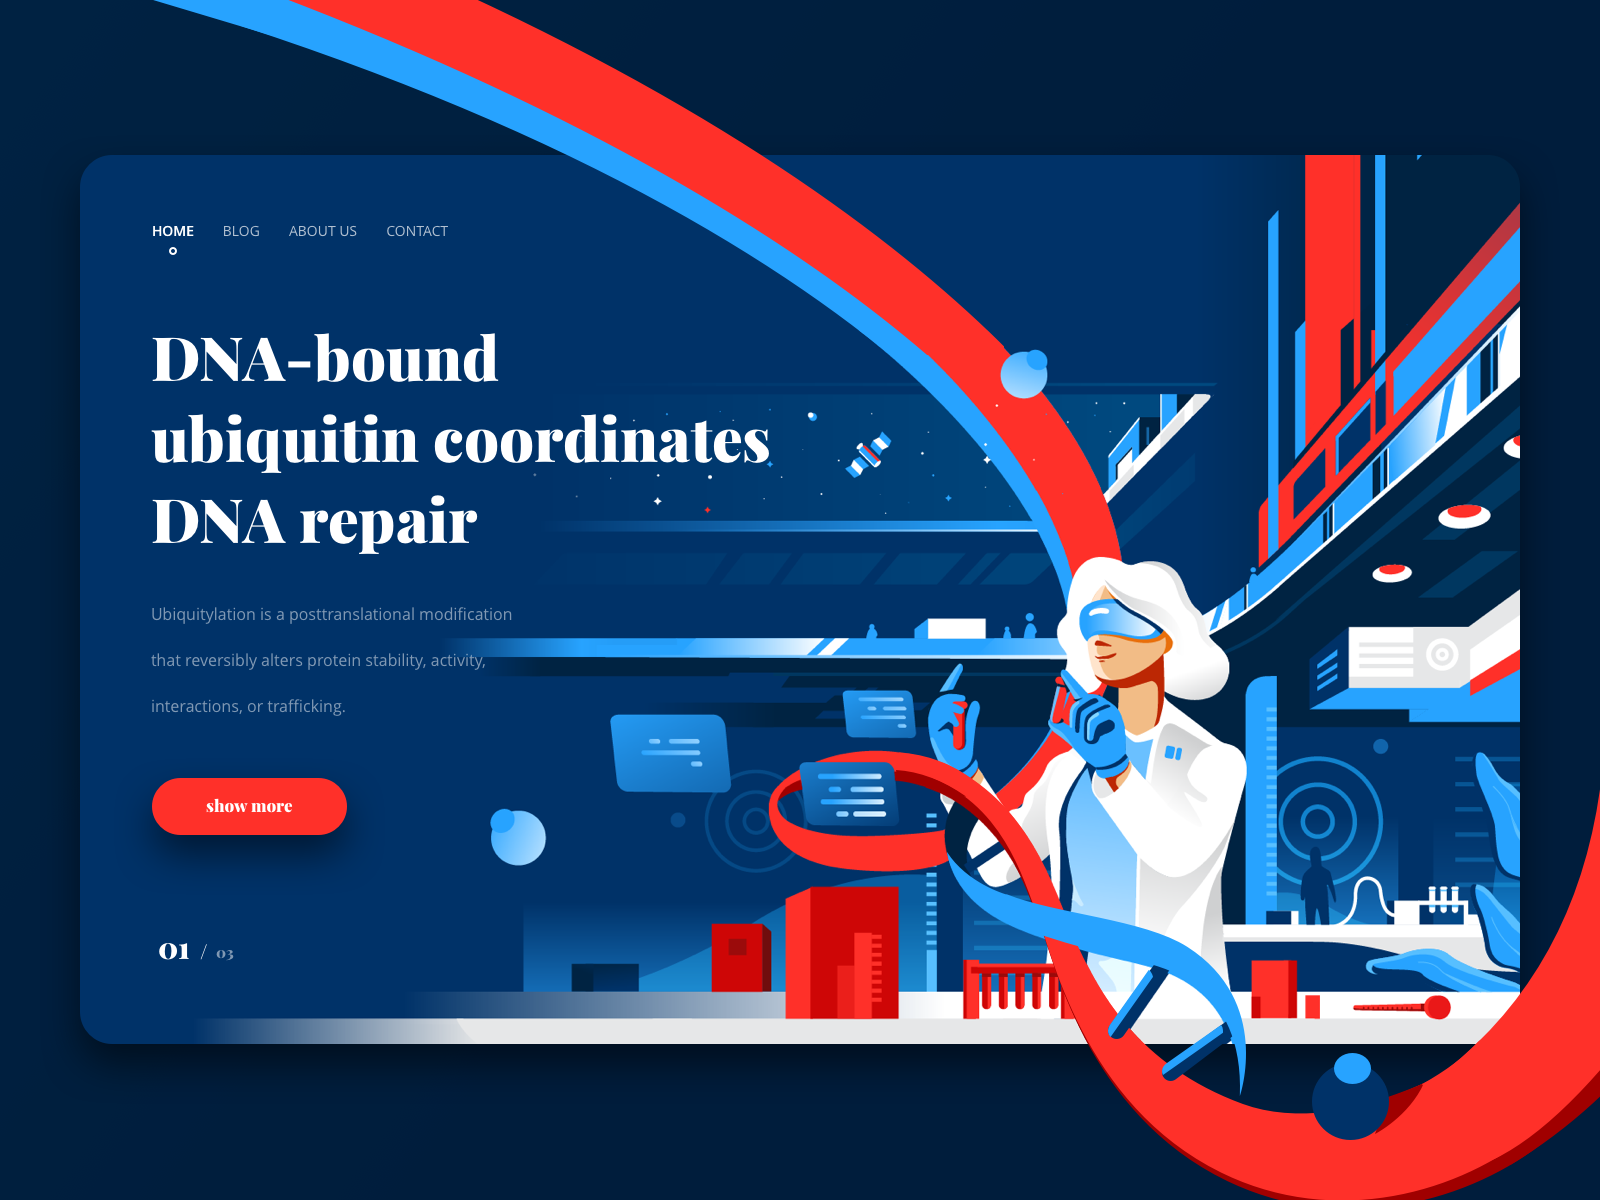 HOME BLOG ABOUT US CONTACT
DNA-bound
ubiquitin coordinates
DNA repair
Ubiquitylation is a posttranslational modification
that reversibly alters protein stability, activity,
interactions, or trafficking.
show more
01 / 03